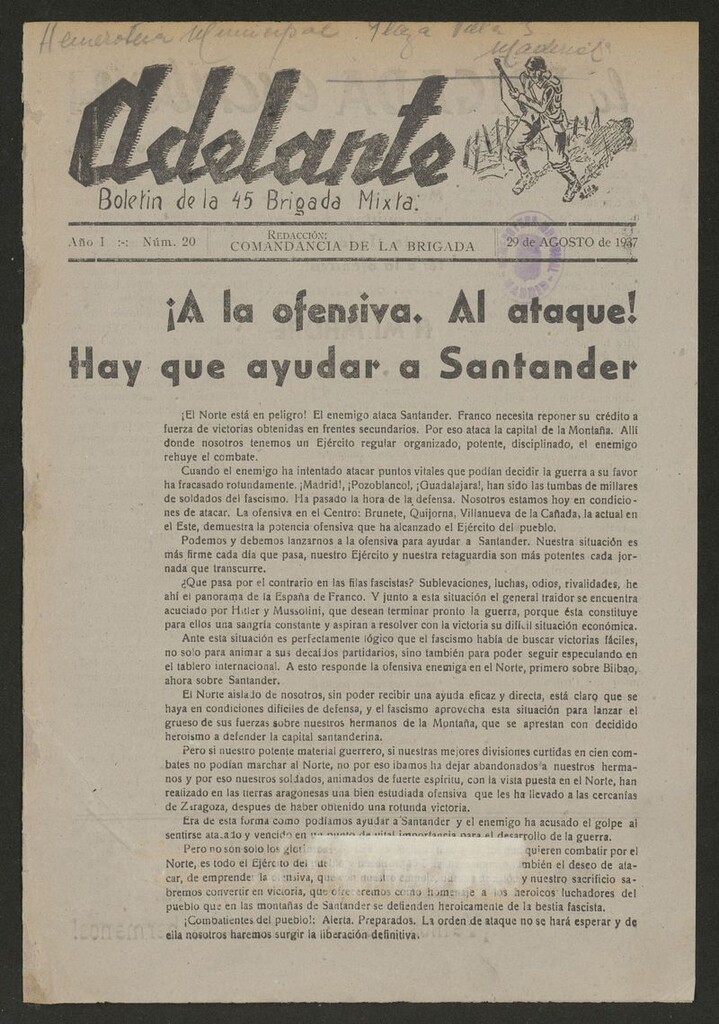 Hemeroteca Municipal Plaza Villa 3
Madrid
Adelante
Boletin de la 45 Brigada Mixta.
Año I :-: Núm. 20
REDACCIÓN:
COMANDANCIA DE LA BRIGADA
29 de AGOSTO de 1937
¡A la ofensiva. Al ataque!
Hay que ayudar a Santander
¡El Norte está en peligro! El enemigo ataca Santander. Franco necesita reponer su crédito a
fuerza de victorias obtenidas en frentes secundarios. Por eso ataca la capital de la Montaña. Allí
donde nosotros tenemos un Ejército regular organizado, potente, disciplinado, el enemigo
rehuye el combate.
Cuando el enemigo ha intentado atacar puntos vitales que podían decidir la guerra a su favor
ha fracasado rotundamente. ¡Madrid!, ¡Pozoblanco!, ¡Guadalajara!, han sido las tumbas de millares
de soldados del fascismo. Ha pasado la hora de la defensa. Nosotros estamos hoy en condicio-
nes de atacar. La ofensiva en el Centro: Brunete, Quijorna, Villanueva de la Cañada, la actual en
el Este, demuestra la potencia ofensiva que ha alcanzado el Ejército del pueblo.
Podemos y debemos lanzarnos a la ofensiva para ayudar a Santander. Nuestra situación es
más firme cada día que pasa, nuestro Ejército y nuestra retaguardia son más potentes cada jor-
nada que transcurre.
¿Que pasa por el contrario en las filas fascistas? Sublevaciones, luchas, odios, rivalidades, he
ahi el panorama de la España de Franco. Y junto a esta situación el general traidor se encuentra
acuciado por Hitler y Mussolini, que desean terminar pronto la guerra, porque ésta constituye
para ellos una sangria constante y aspiran a resolver con la victoria su difícil situación económica.
Ante esta situación es perfectamente lógico que el fascismo había de buscar victorias fáciles,
no solo para animar a sus decaídos partidarios, sino también para poder seguir especulando en
el tablero internacional. A esto responde la ofensiva enemiga en el Norte, primero sobre Bilbao,
ahora sobre Santander.
El Norte aislado de nosotros, sin poder recibir una ayuda eficaz y directa, está claro que se
haya en condiciones difíciles de defensa, y el fascismo aprovecha esta situación para lanzar el
grueso de sus fuerzas sobre nuestros hermanos de la Montaña, que se aprestan con decidido
heroismo a defender la capital santanderina.
Pero si nuestro potente material guerrero, si nuestras mejores divisiones curtidas en cien com-
bates no podían marchar al Norte, no por eso ibamos ha dejar abandonados a nuestros herma-
nos y por eso nuestros soldados, animados de fuerte espíritu, con la vista puesta en el Norte, han
realizado en las tierras aragonesas una bien estudiada ofensiva que les ha llevado a las cercanías
de Zaragoza, despues de haber obtenido una rotunda victoria.
Era de esta forma como podíamos ayudar a Santander y el enemigo ha acusado el golpe al
sentirse atacado y vencido en un punto de vital importancia para el desarrollo de la guerra.
Pero no son solo los glori quieren combatir por el
Norte, es todo el Ejército del también el deseo de ata-
car, de emprender la ofensiva, que con nuestro y nuestro sacrificio sa-
bremos convertir en victoria, que ofreceremos como homenaje a los heroicos luchadores del
pueblo que en las montañas de Santander se defienden heroicamente de la bestia fascista.
¡Combatientes del pueblo!: Alerta. Preparados. La orden de ataque no se hará esperar y de
ella nosotros haremos surgir la liberación definitiva.